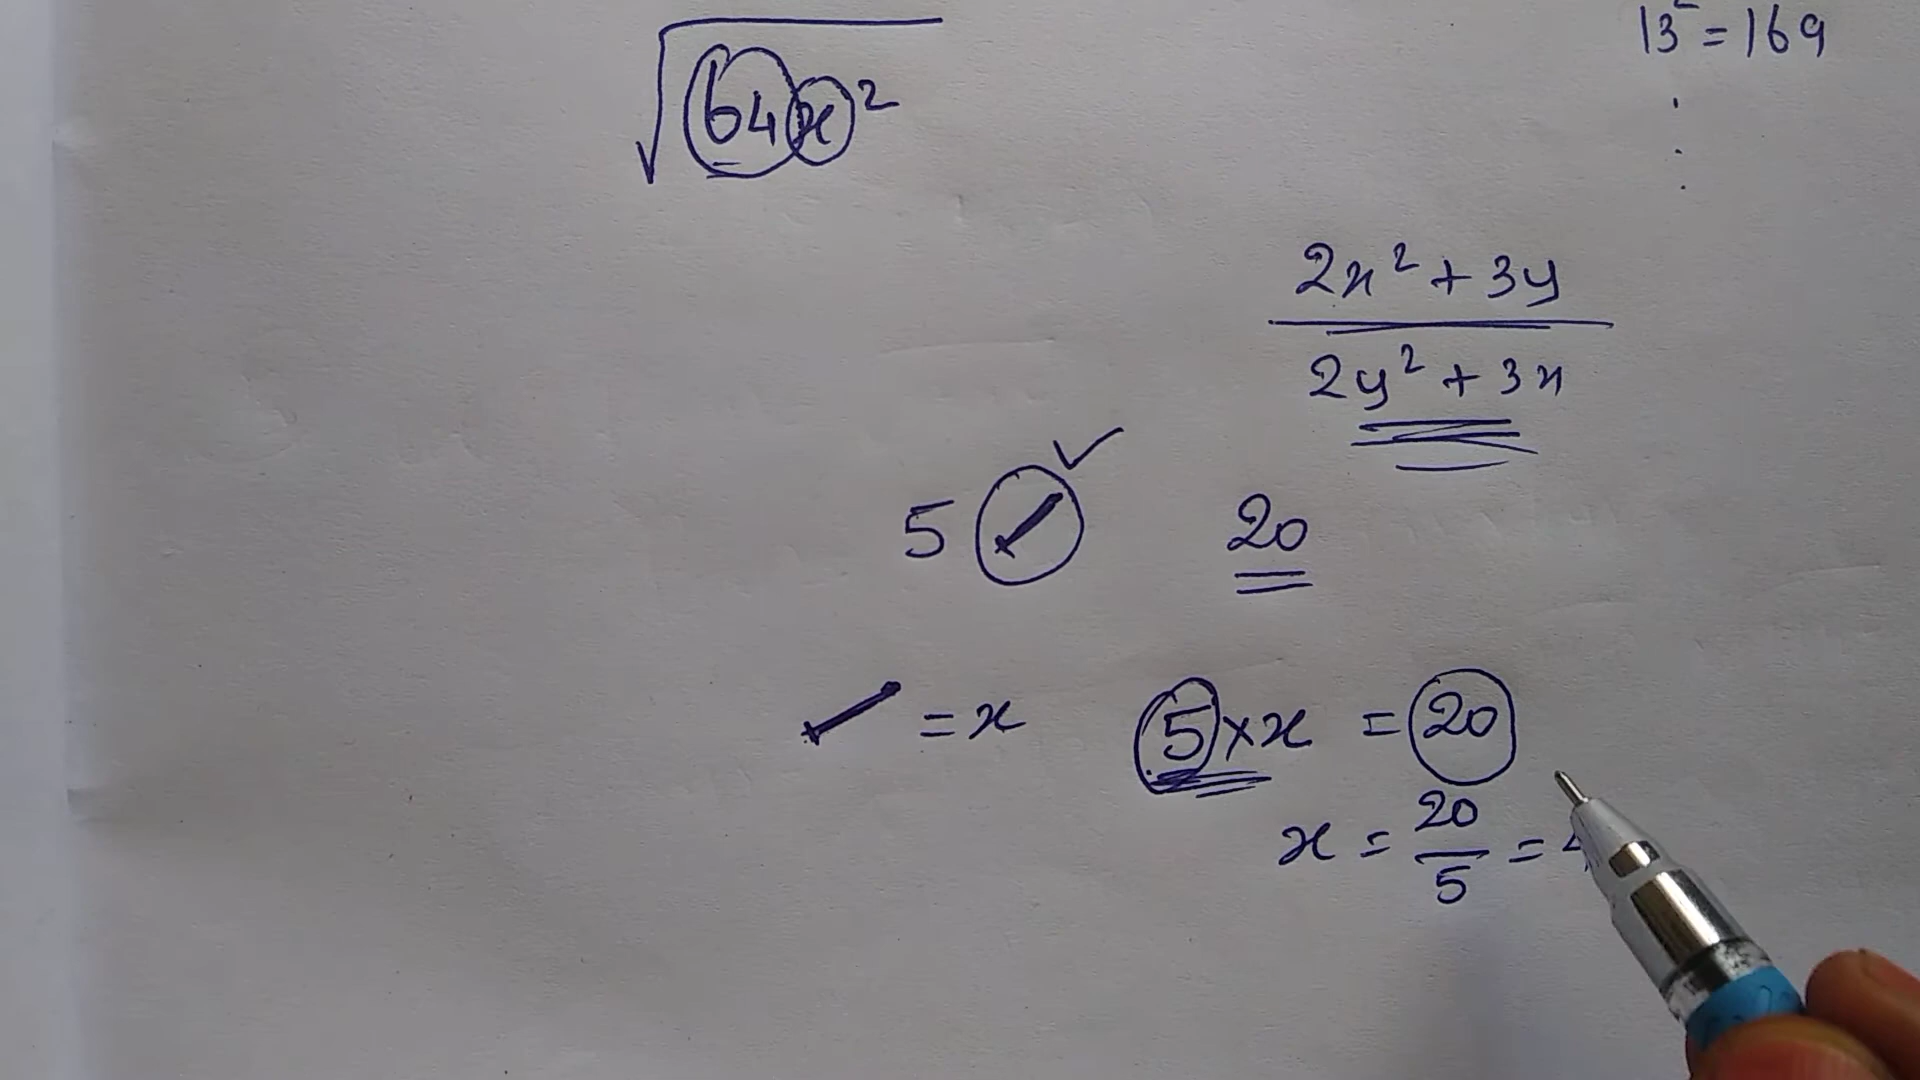 13² = 169
√64x²
2x² + 3y
2y² + 3x
5 20
= x 5 × x = 20
x = 20/5 =